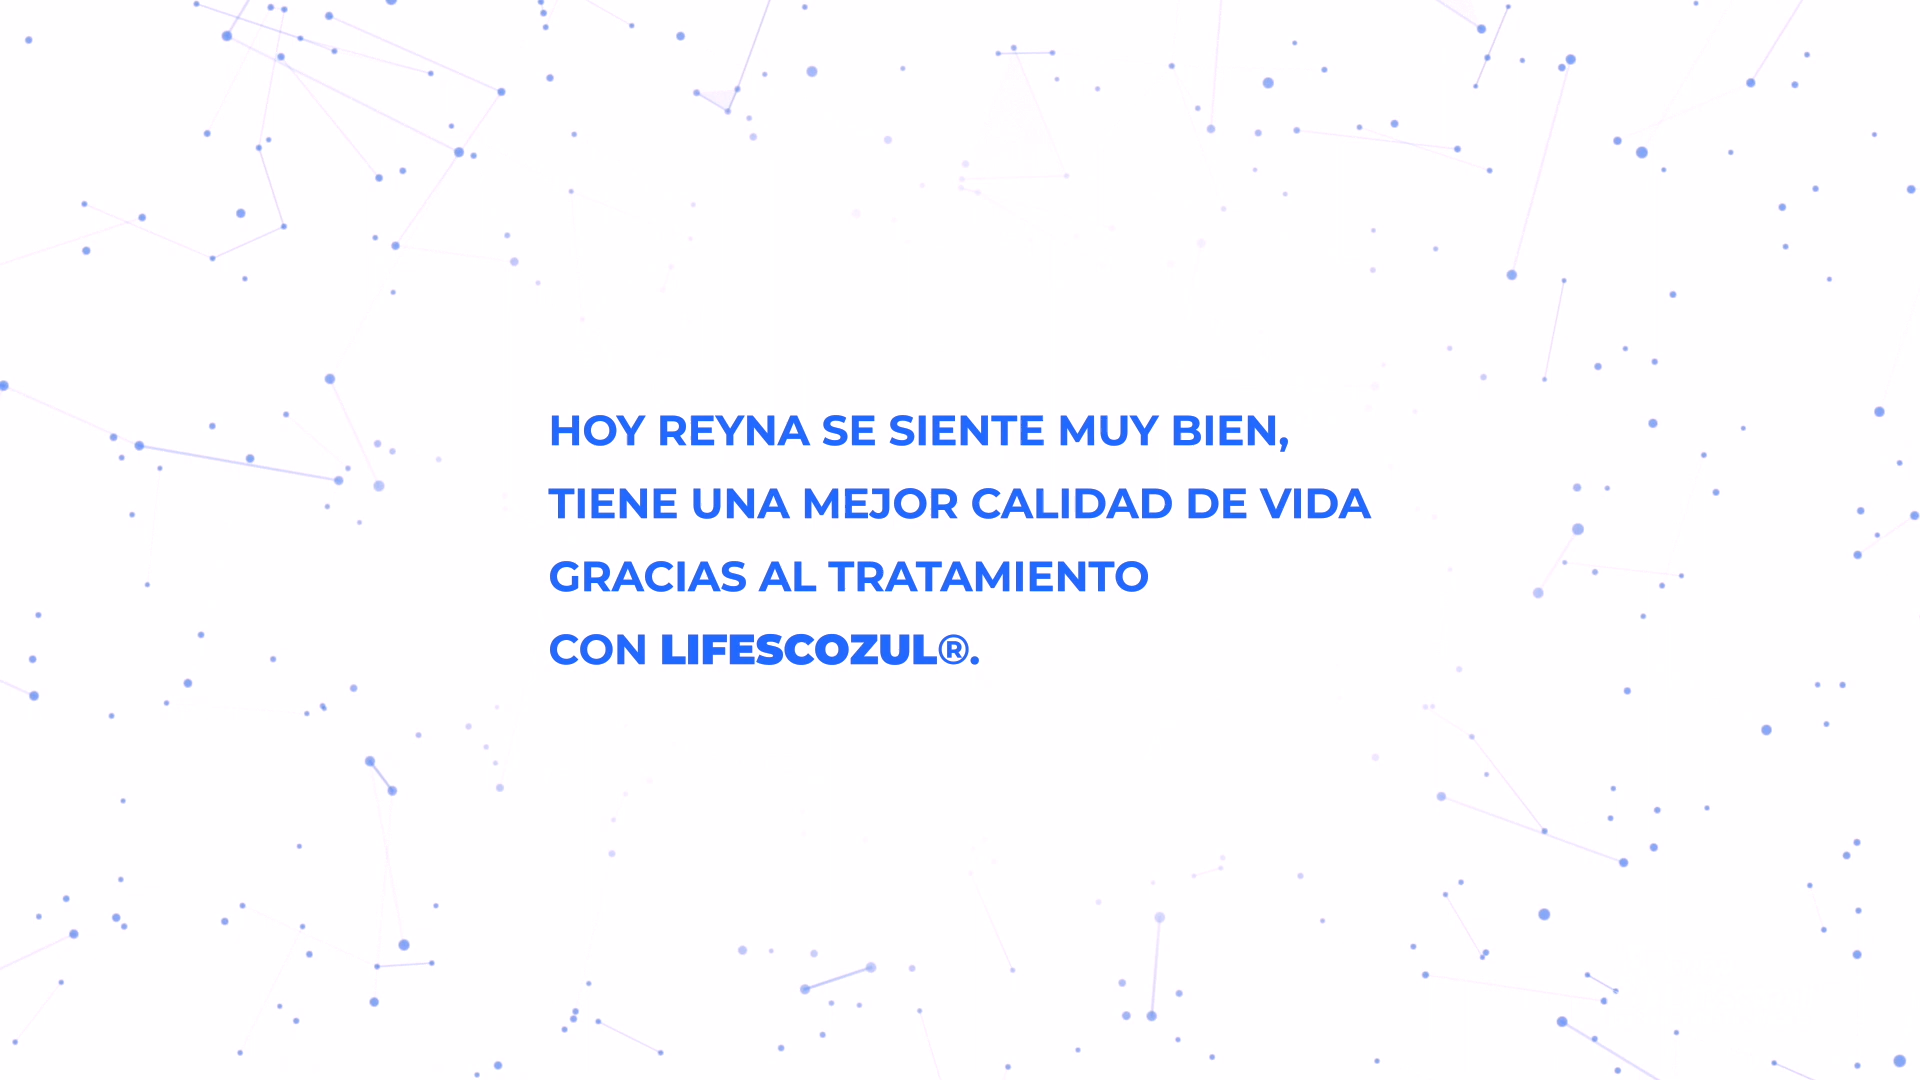 HOY REYNA SE SIENTE MUY BIEN,
TIENE UNA MEJOR CALIDAD DE VIDA
GRACIAS AL TRATAMIENTO
CON LIFESCOZUL®.